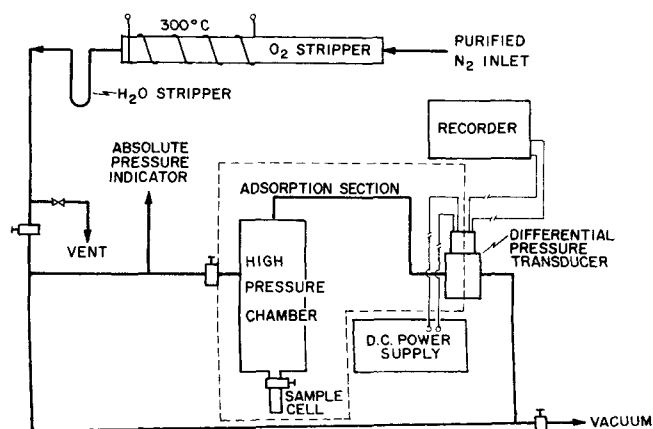 300°C
O2 STRIPPER
PURIFIED
N2 INLET
H2O STRIPPER
RECORDER
ABSOLUTE
PRESSURE
INDICATOR
ADSORPTION SECTION
VENT
HIGH
PRESSURE
CHAMBER
DIFFERENTIAL
PRESSURE
TRANSDUCER
D.C. POWER
SUPPLY
SAMPLE
CELL
VACUUM